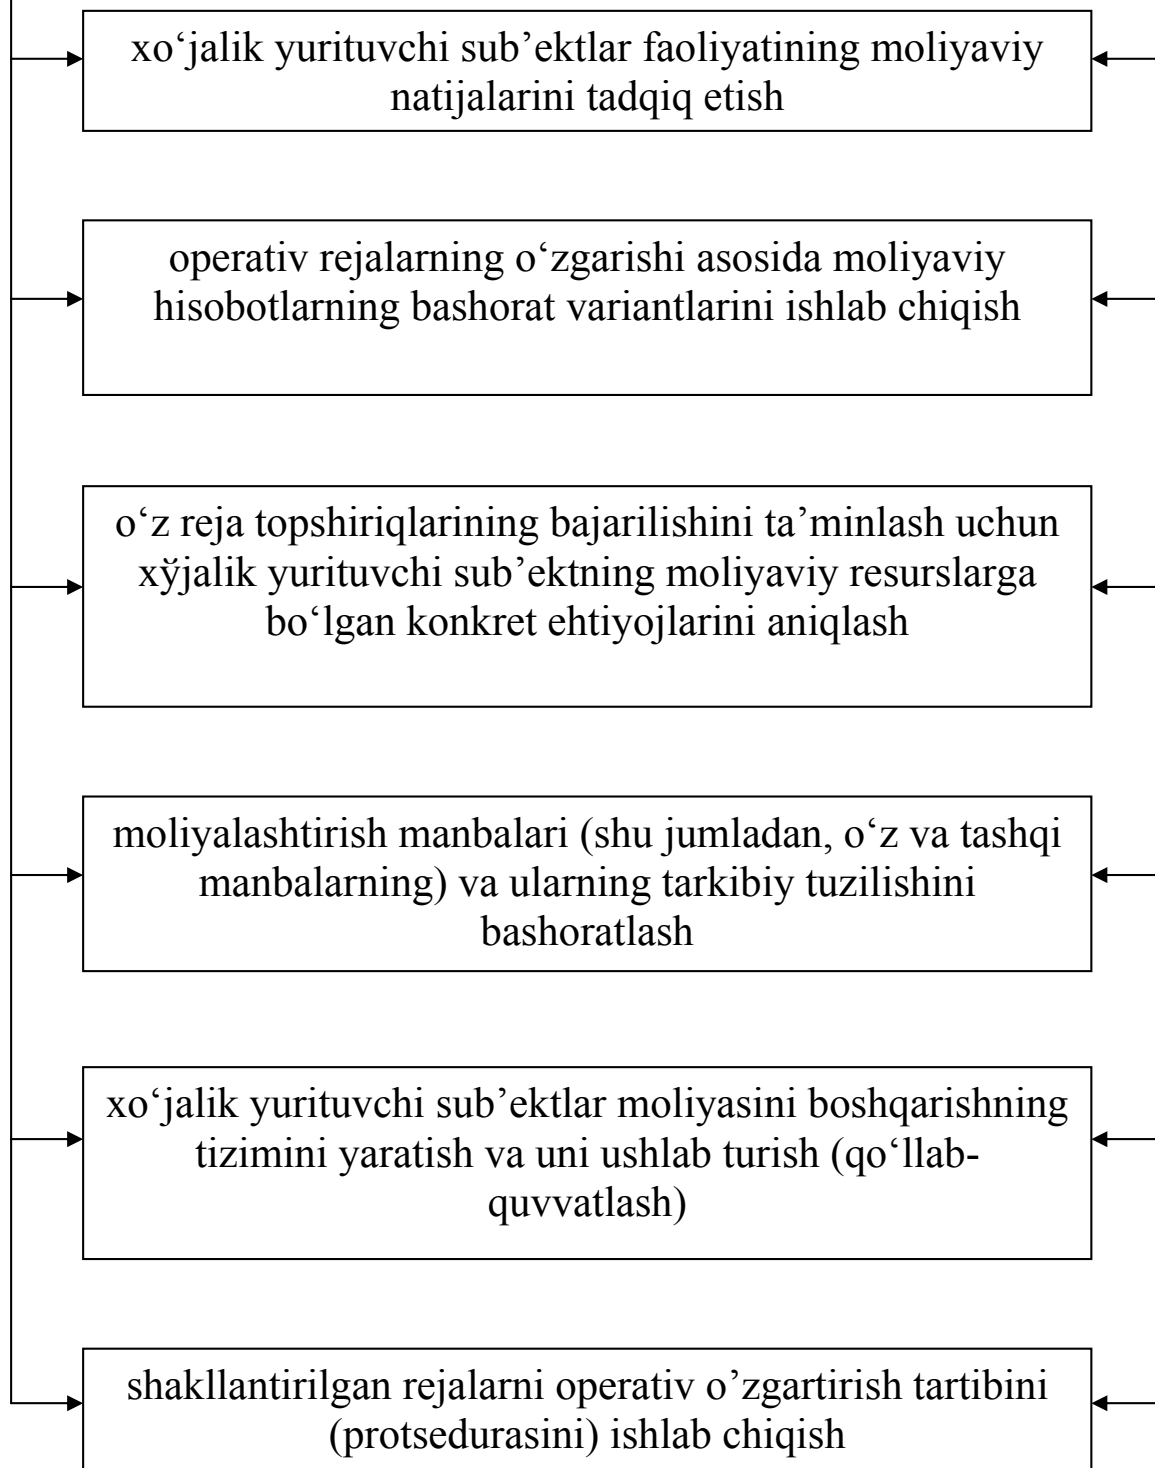 xo‘jalik yurituvchi sub’ektlar faoliyatining moliyaviy
natijalarini tadqiq etish
operativ rejalarning o‘zgarishi asosida moliyaviy
hisobotlarning bashorat variantlarini ishlab chiqish
o‘z reja topshiriqlarining bajarilishini ta’minlash uchun
xўjalik yurituvchi sub’ektning moliyaviy resurslarga
bo‘lgan konkret ehtiyojlarini aniqlash
moliyalashtirish manbalari (shu jumladan, o‘z va tashqi
manbalarning) va ularning tarkibiy tuzilishini
bashoratlash
xo‘jalik yurituvchi sub’ektlar moliyasini boshqarishning
tizimini yaratish va uni ushlab turish (qo‘llab-
quvvatlash)
shakllantirilgan rejalarni operativ o’zgartirish tartibini
(protsedurasini) ishlab chiqish